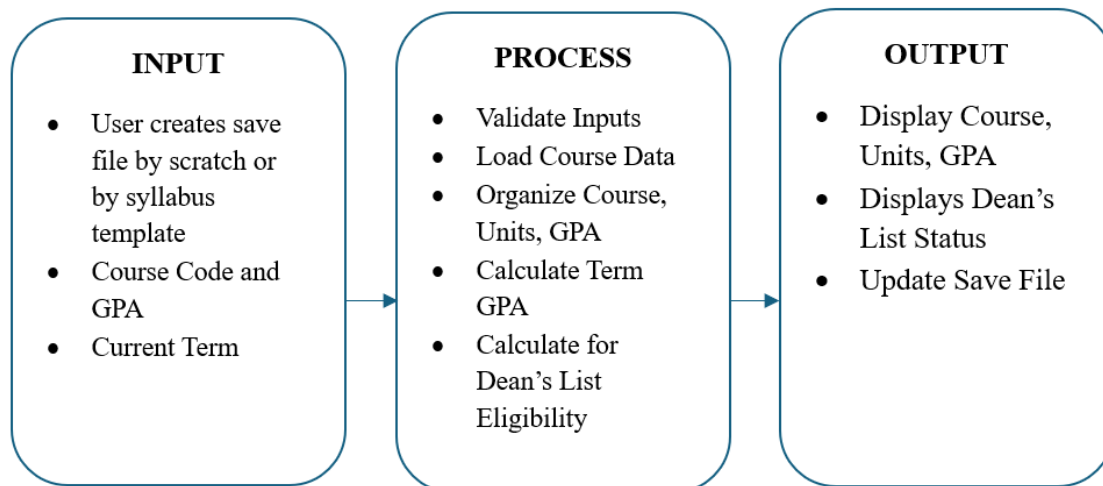 INPUT
● User creates save
file by scratch or
by syllabus
template
● Course Code and
GPA
● Current Term
PROCESS
● Validate Inputs
● Load Course Data
● Organize Course,
Units, GPA
● Calculate Term
GPA
● Calculate for
Dean’s List
Eligibility
OUTPUT
● Display Course,
Units, GPA
● Displays Dean’s
List Status
● Update Save File